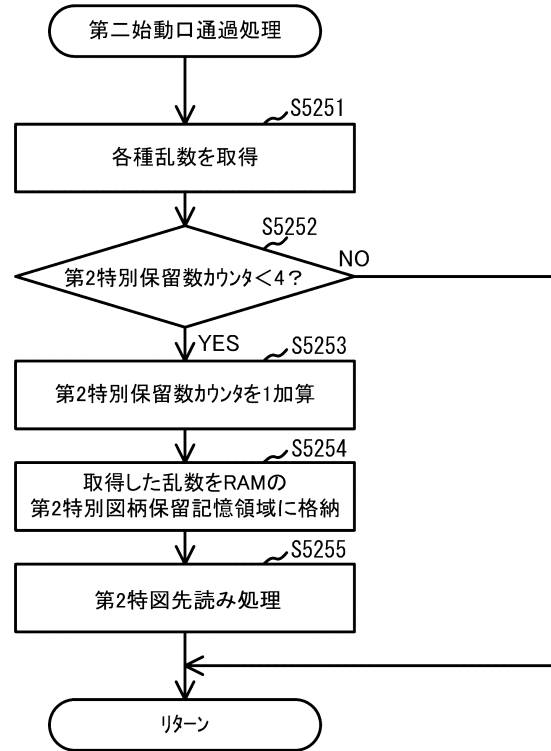 第二始動口通過処理
S5251
各種乱数を取得
S5252
第2特別保留数カウンタ<4?
NO
YES
S5253
第2特別保留数カウンタを1加算
S5254
取得した乱数をRAMの
第2特別図柄保留記憶領域に格納
S5255
第2特図先読み処理
リターン